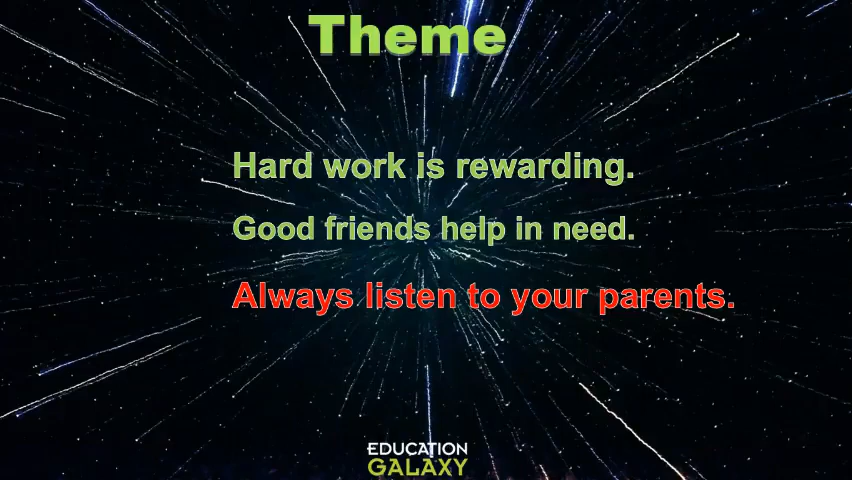 Theme
Hard work is rewarding.
Good friends help in need.
Always listen to your parents.
EDUCATION
GALAXY